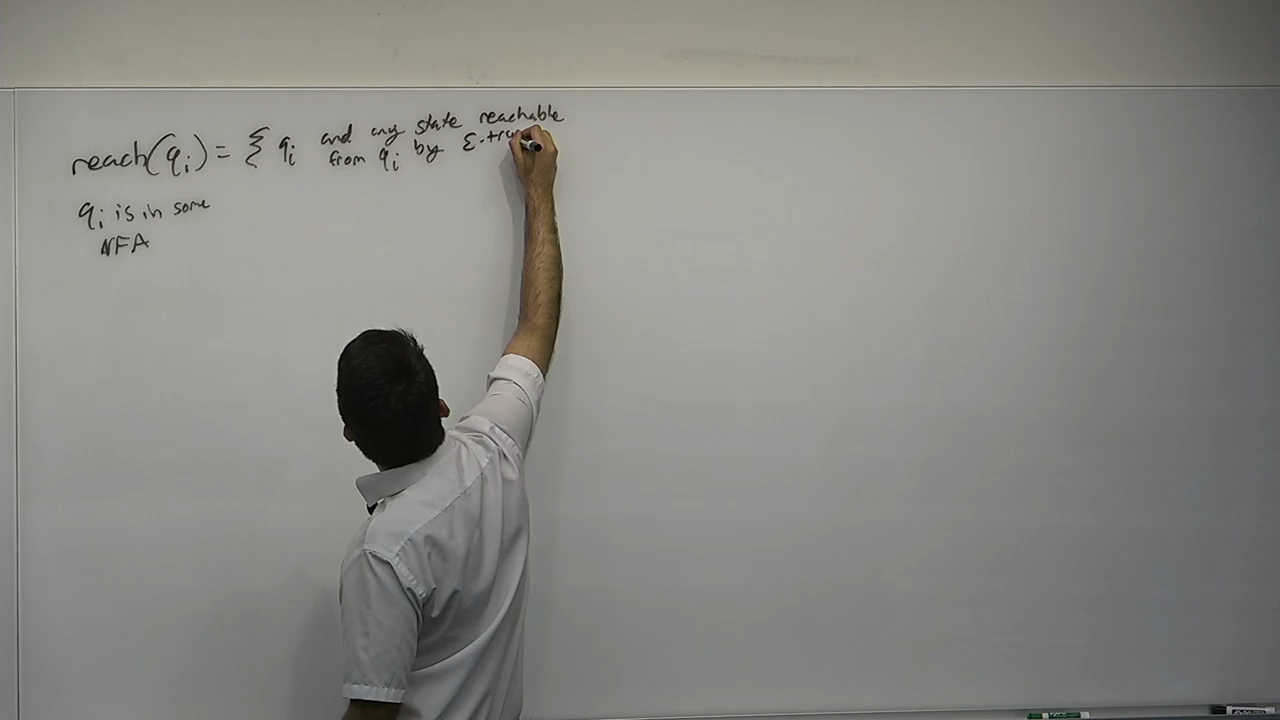 reach(qi) = { qi and any state reachable
from qi by ε-tra
qi is in some
NFA